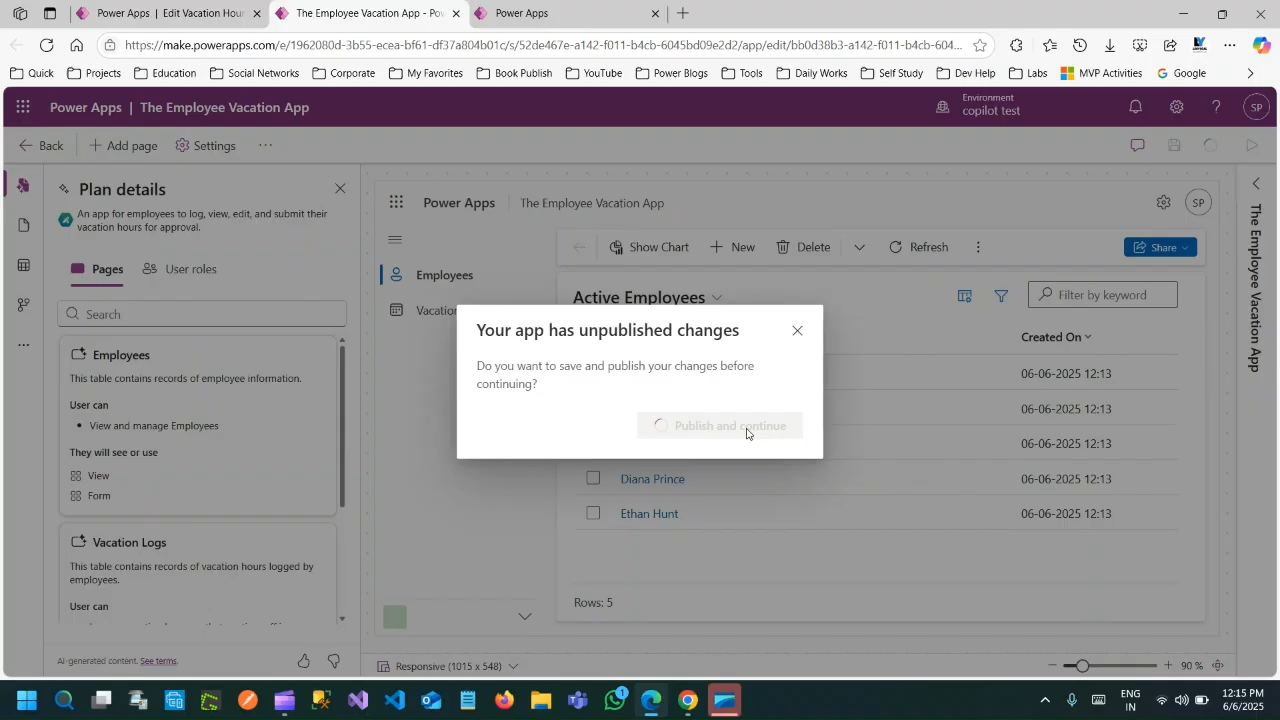 Power Apps | Edit Vacation Hour
The Employee Vacation App - Pow
Power Apps
https://make.powerapps.com/e/1962080d-3b55-ecea-bf61-df37a804b01c/s/52de467e-a142-f011-b4cb-6045bd09e2d2/app/edit/bb0d38b3-a142-f011-b4cb-604...
Quick
Projects
Education
Social Networks
Corporate
My Favorites
Book Publish
YouTube
Power Blogs
Tools
Daily Works
Self Study
Dev Help
Labs
MVP Activities
Google
Power Apps | The Employee Vacation App
Environment
copilot test
SP
Back
Add page
Settings
Plan details
An app for employees to log, view, edit, and submit their
vacation hours for approval.
Pages
User roles
Search
Employees
This table contains records of employee information.
User can
• View and manage Employees
They will see or use
View
Form
Vacation Logs
This table contains records of vacation hours logged by
employees.
User can
AI-generated content. See terms.
Power Apps
The Employee Vacation App
SP
Show Chart
New
Delete
Refresh
Share
Employees
Vacation
Active Employees
Filter by keyword
Created On
06-06-2025 12:13
06-06-2025 12:13
06-06-2025 12:13
Diana Prince
06-06-2025 12:13
Ethan Hunt
06-06-2025 12:13
Rows: 5
Your app has unpublished changes
Do you want to save and publish your changes before
continuing?
Publish and continue
Responsive (1015 x 548)
90 %
The Employee Vacation App
ENG
IN
12:15 PM
6/6/2025